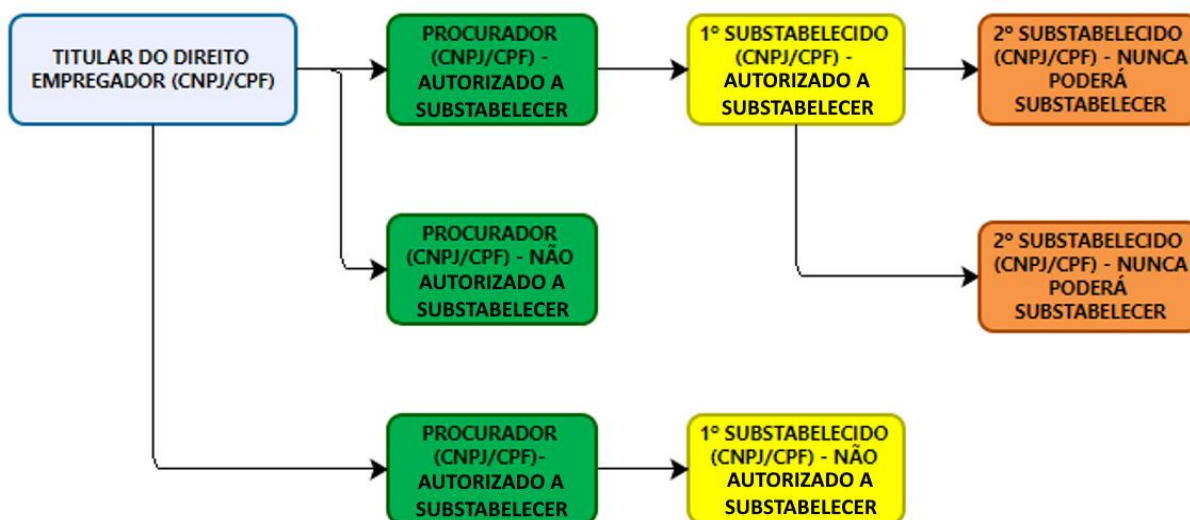 TITULAR DO DIREITO
EMPREGADOR (CNPJ/CPF)
PROCURADOR
(CNPJ/CPF) -
AUTORIZADO A
SUBSTABELECER
1º SUBSTABELECIDO
(CNPJ/CPF) -
AUTORIZADO A
SUBSTABELECER
2º SUBSTABELECIDO
(CNPJ/CPF) - NUNCA
PODERÁ
SUBSTABELECER
PROCURADOR
(CNPJ/CPF) - NÃO
AUTORIZADO A
SUBSTABELECER
2º SUBSTABELECIDO
(CNPJ/CPF) - NUNCA
PODERÁ
SUBSTABELECER
PROCURADOR
(CNPJ/CPF)-
AUTORIZADO A
SUBSTABELECER
1º SUBSTABELECIDO
(CNPJ/CPF) - NÃO
AUTORIZADO A
SUBSTABELECER